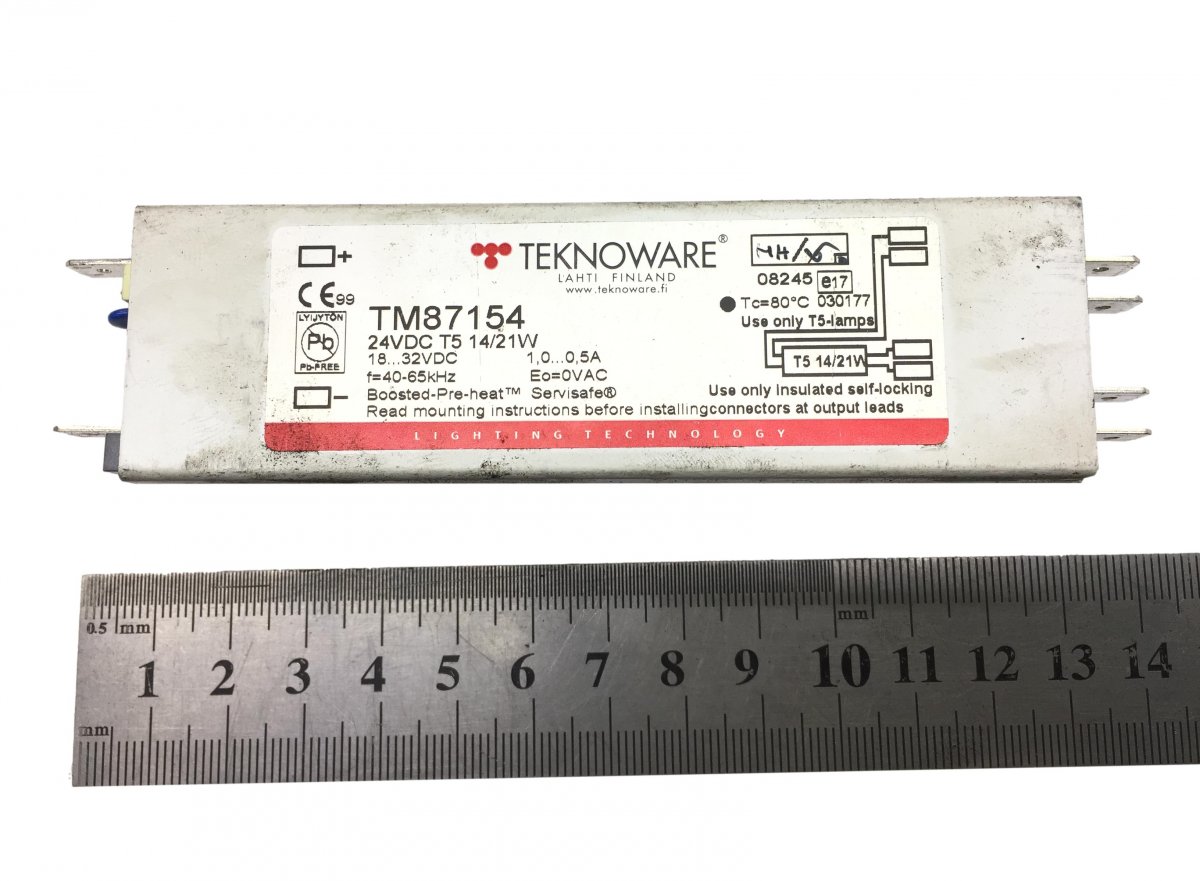 +
TEKNOWARE®
LAHTI FINLAND
www.teknoware.fi
08245 e17
CE 99
Tc=80°C 030177
Use only T5-lamps
LYIJYTÖN
Pb
Pb-FREE
TM87154
24VDC T5 14/21W
18...32VDC 1,0...0,5A
f=40-65kHz Eo=0VAC
T5 14/21W
−
Boosted-Pre-heat™ Servisafe®
Use only insulated self-locking
Read mounting instructions before installing
connectors at output leads
LIGHTING TECHNOLOGY
0.5 mm
mm
1 2 3 4 5 6 7 8 9 10 11 12 13 14
mm